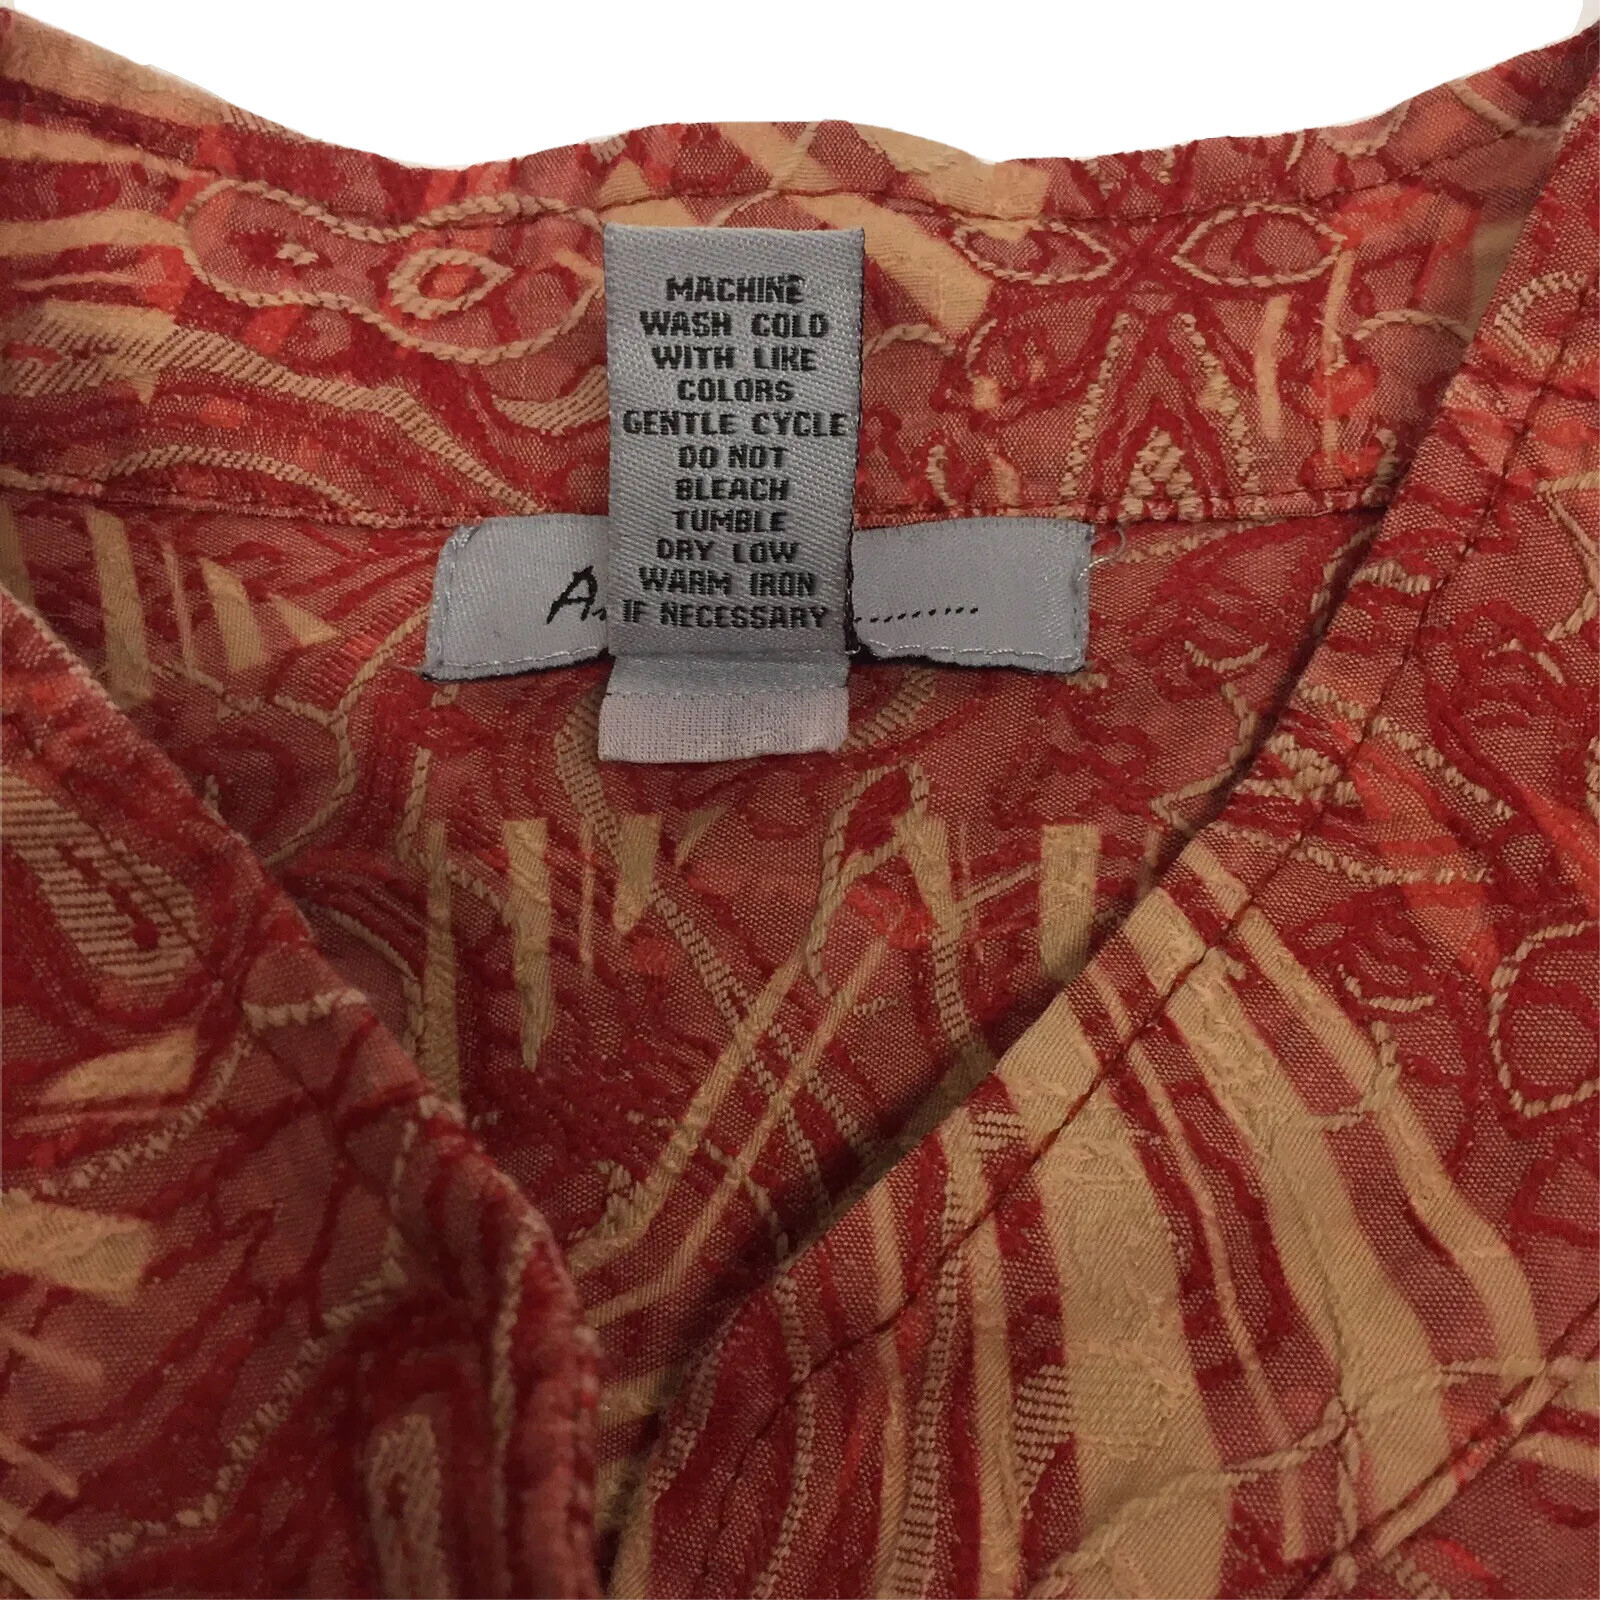 MACHINE
WASH COLD
WITH LIKE
COLORS
GENTLE CYCLE
DO NOT
BLEACH
TUMBLE
DRY LOW
WARM IRON
IF NECESSARY